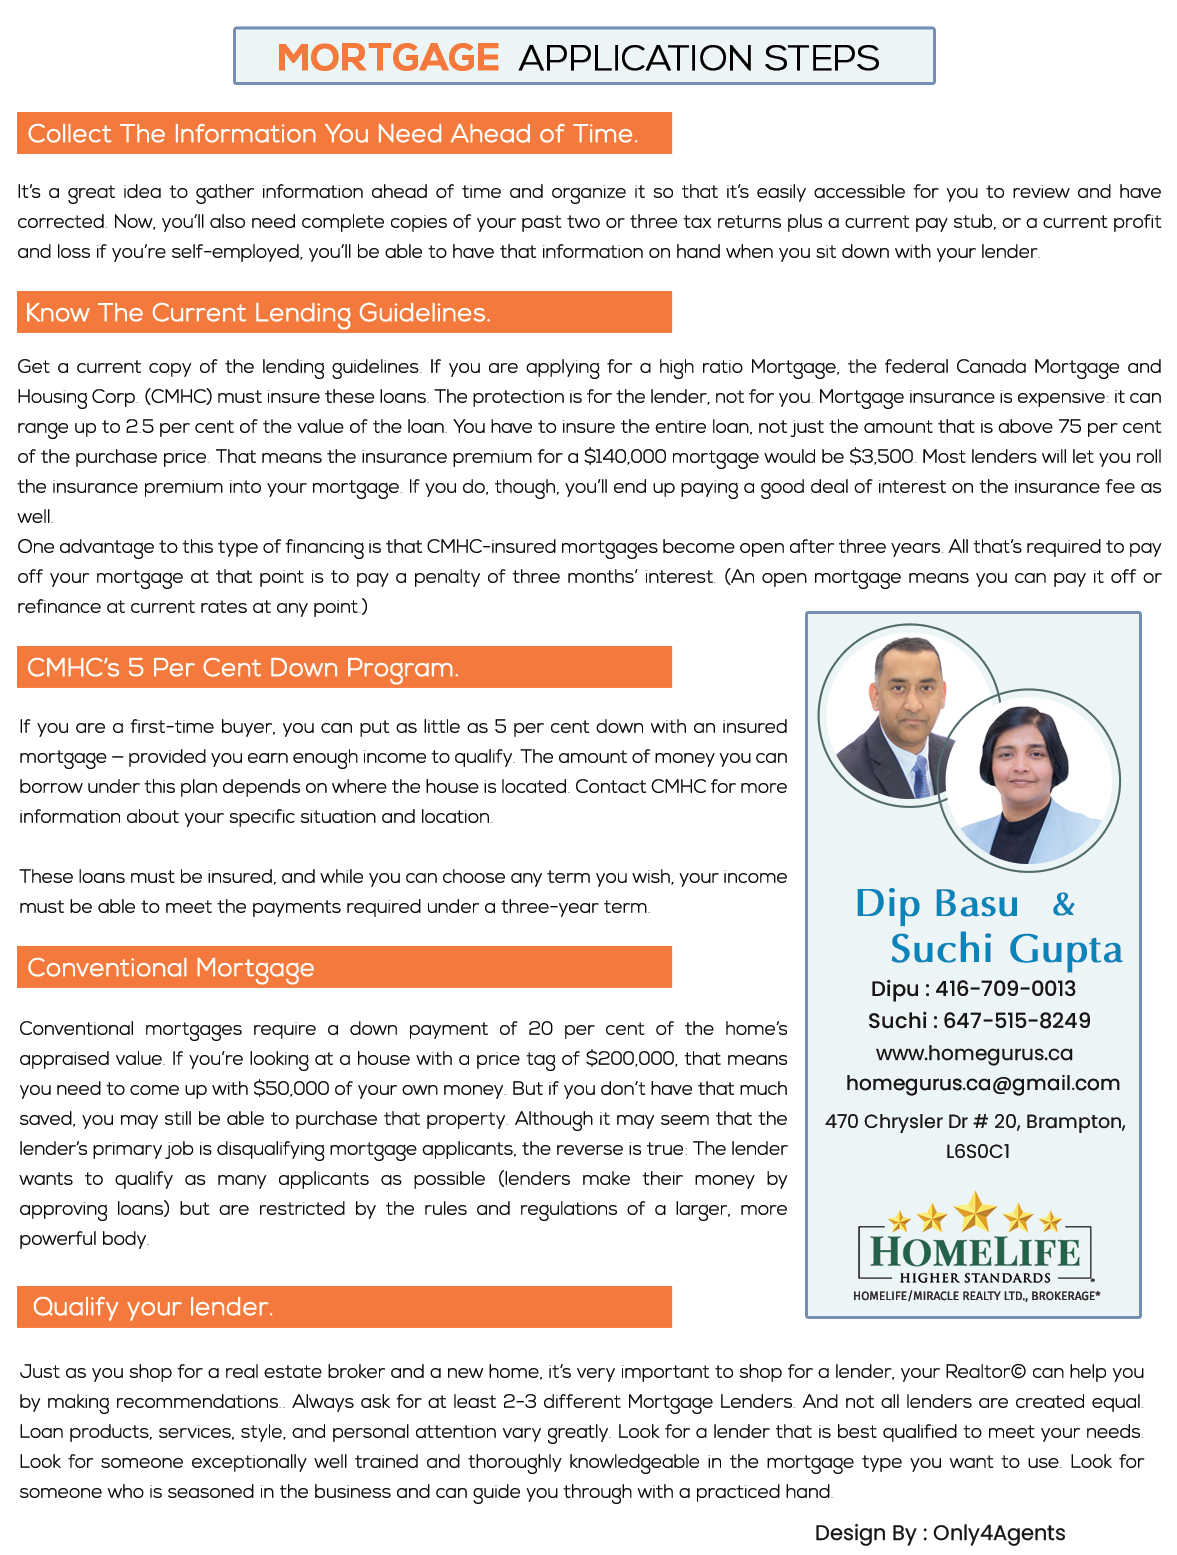 MORTGAGE APPLICATION STEPS
Collect The Information You Need Ahead of Time.
It's a great idea to gather information ahead of time and organize it so that it's easily accessible for you to review and have
corrected. Now, you'll also need complete copies of your past two or three tax returns plus a current pay stub, or a current profit
and loss if you're self-employed, you'll be able to have that information on hand when you sit down with your lender.
Know The Current Lending Guidelines.
Get a current copy of the lending guidelines. If you are applying for a high ratio Mortgage, the federal Canada Mortgage and
Housing Corp. (CMHC) must insure these loans. The protection is for the lender, not for you. Mortgage insurance is expensive: it can
range up to 2.5 per cent of the value of the loan. You have to insure the entire loan, not just the amount that is above 75 per cent
of the purchase price. That means the insurance premium for a $140,000 mortgage would be $3,500. Most lenders will let you roll
the insurance premium into your mortgage. If you do, though, you'll end up paying a good deal of interest on the insurance fee as
well.
One advantage to this type of financing is that CMHC-insured mortgages become open after three years. All that's required to pay
off your mortgage at that point is to pay a penalty of three months' interest. (An open mortgage means you can pay it off or
refinance at current rates at any point.)
CMHC's 5 Per Cent Down Program.
If you are a first-time buyer, you can put as little as 5 per cent down with an insured
mortgage – provided you earn enough income to qualify. The amount of money you can
borrow under this plan depends on where the house is located. Contact CMHC for more
information about your specific situation and location.
These loans must be insured, and while you can choose any term you wish, your income
must be able to meet the payments required under a three-year term.
Conventional Mortgage
Conventional mortgages require a down payment of 20 per cent of the home's
appraised value. If you're looking at a house with a price tag of $200,000, that means
you need to come up with $50,000 of your own money. But if you don't have that much
saved, you may still be able to purchase that property. Although it may seem that the
lender's primary job is disqualifying mortgage applicants, the reverse is true: The lender
wants to qualify as many applicants as possible (lenders make their money by
approving loans) but are restricted by the rules and regulations of a larger, more
powerful body.
Dip Basu &
Suchi Gupta
Dipu : 416-709-0013
Suchi : 647-515-8249
www.homegurus.ca
homegurus.ca@gmail.com
470 Chrysler Dr # 20, Brampton,
L6S0C1
HOMELIFE
HIGHER STANDARDS
HOMELIFE/MIRACLE REALTY LTD., BROKERAGE*
Qualify your lender.
Just as you shop for a real estate broker and a new home, it's very important to shop for a lender, your Realtor© can help you
by making recommendations.. Always ask for at least 2-3 different Mortgage Lenders. And not all lenders are created equal.
Loan products, services, style, and personal attention vary greatly. Look for a lender that is best qualified to meet your needs.
Look for someone exceptionally well trained and thoroughly knowledgeable in the mortgage type you want to use. Look for
someone who is seasoned in the business and can guide you through with a practiced hand.
Design By : Only4Agents